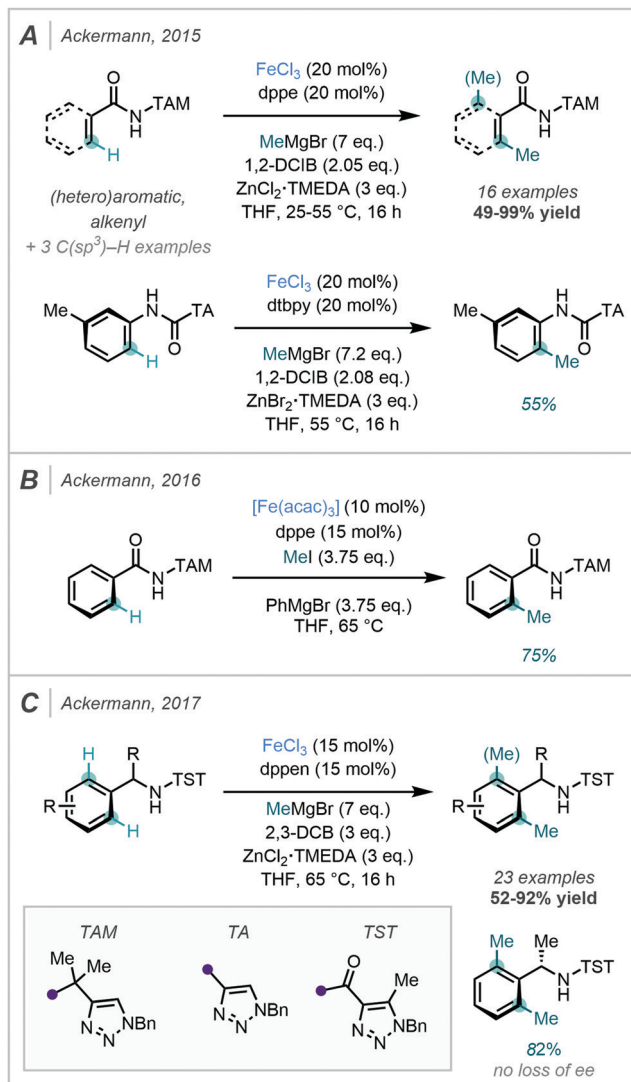 A | Ackermann, 2015
O
N
H
TAM
H
(hetero)aromatic,
alkenyl
+ 3 C(sp³)–H examples
FeCl₃ (20 mol%)
dppe (20 mol%)
MeMgBr (7 eq.)
1,2-DCIB (2.05 eq.)
ZnCl₂·TMEDA (3 eq.)
THF, 25-55 °C, 16 h
(Me)
O
N
H
TAM
Me
16 examples
49-99% yield
Me
H
N
TA
O
H
FeCl₃ (20 mol%)
dtbpy (20 mol%)
MeMgBr (7.2 eq.)
1,2-DCIB (2.08 eq.)
ZnBr₂·TMEDA (3 eq.)
THF, 55 °C, 16 h
Me
H
N
TA
O
Me
55%
B | Ackermann, 2016
O
N
H
TAM
H
[Fe(acac)₃] (10 mol%)
dppe (15 mol%)
MeI (3.75 eq.)
PhMgBr (3.75 eq.)
THF, 65 °C
O
N
H
TAM
Me
75%
C | Ackermann, 2017
H
R
TST
N
H
R
H
FeCl₃ (15 mol%)
dppen (15 mol%)
MeMgBr (7 eq.)
2,3-DCB (3 eq.)
ZnCl₂·TMEDA (3 eq.)
THF, 65 °C, 16 h
(Me)
R
TST
N
H
R
Me
23 examples
52-92% yield
TAM
Me
Me
N
N
NBn
TA
N
N
NBn
TST
O
Me
N
N
NBn
Me
Me
TST
N
H
Me
82%
no loss of ee